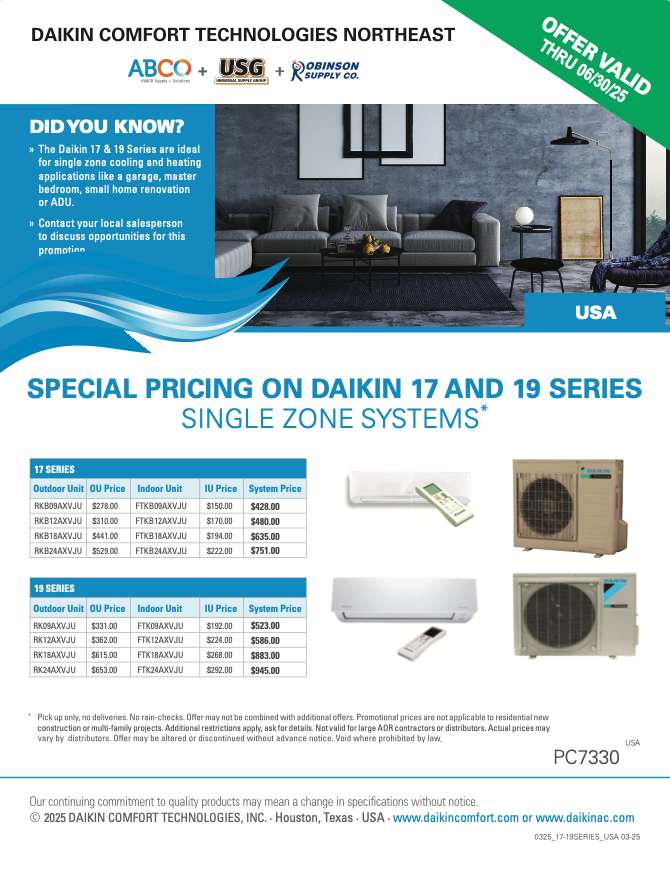 DAIKIN COMFORT TECHNOLOGIES NORTHEAST
OFFER VALID
THRU 06/30/25
ABCO + USG + ROBINSON
HVACR Supply + Solutions UNIVERSAL SUPPLY GROUP SUPPLY CO.
DID YOU KNOW?
» The Daikin 17 & 19 Series are ideal
for single zone cooling and heating
applications like a garage, master
bedroom, small home renovation
or ADU.
» Contact your local salesperson
to discuss opportunities for this
promotion
USA
SPECIAL PRICING ON DAIKIN 17 AND 19 SERIES
SINGLE ZONE SYSTEMS*
17 SERIES
Outdoor Unit OU Price Indoor Unit IU Price System Price
RKB09AXVJU $278.00 FTKB09AXVJU $150.00 $428.00
RKB12AXVJU $310.00 FTKB12AXVJU $170.00 $480.00
RKB18AXVJU $441.00 FTKB18AXVJU $194.00 $635.00
RKB24AXVJU $529.00 FTKB24AXVJU $222.00 $751.00
DAIKIN
19 SERIES
Outdoor Unit OU Price Indoor Unit IU Price System Price
RK09AXVJU $331.00 FTK09AXVJU $192.00 $523.00
RK12AXVJU $362.00 FTK12AXVJU $224.00 $586.00
RK18AXVJU $615.00 FTK18AXVJU $268.00 $883.00
RK24AXVJU $653.00 FTK24AXVJU $292.00 $945.00
DAIKIN
* Pick up only, no deliveries. No rain-checks. Offer may not be combined with additional offers. Promotional prices are not applicable to residential new
construction or multi-family projects. Additional restrictions apply, ask for details. Not valid for large AOR contractors or distributors. Actual prices may
vary by distributors. Offer may be altered or discontinued without advance notice. Void where prohibited by law.
USA
PC7330
Our continuing commitment to quality products may mean a change in specifications without notice.
© 2025 DAIKIN COMFORT TECHNOLOGIES, INC. · Houston, Texas · USA · www.daikincomfort.com or www.daikinac.com
0325_17-19SERIES_USA 03-25